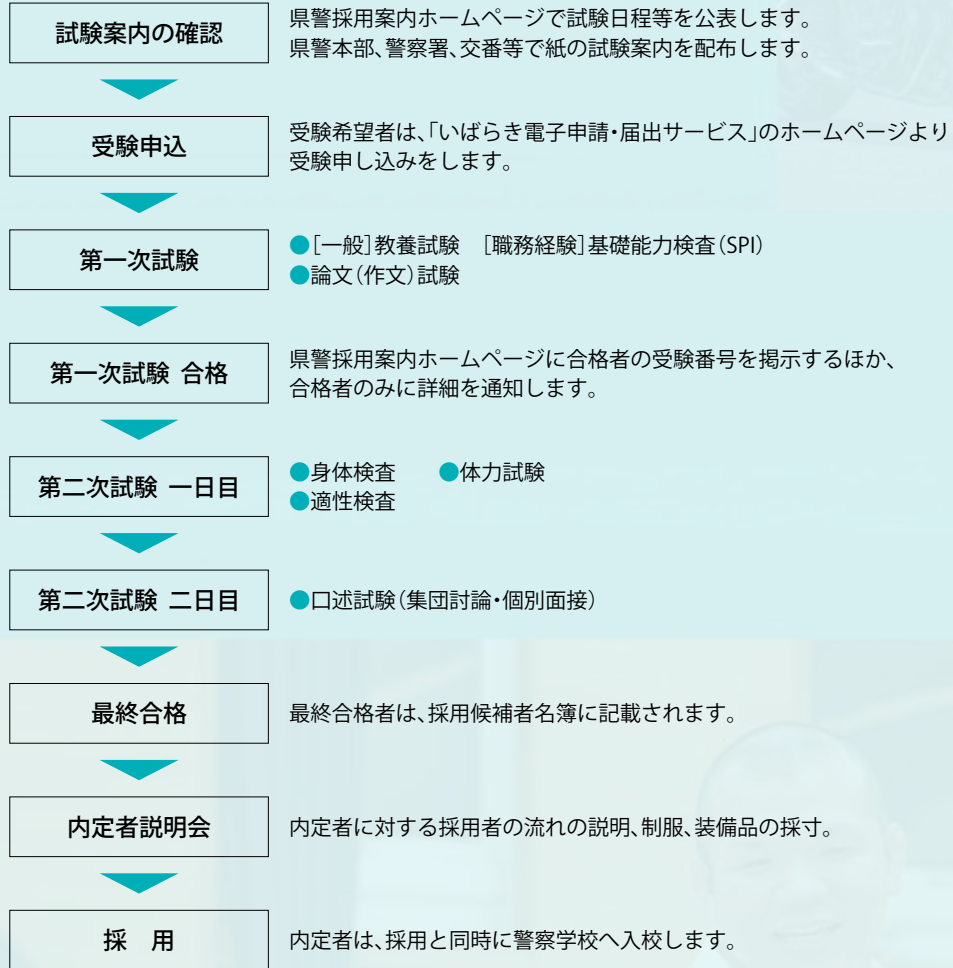 試験案内の確認
県警採用案内ホームページで試験日程等を公表します。
県警本部、警察署、交番等で紙の試験案内を配布します。
受験申込
受験希望者は、「いばらき電子申請・届出サービス」のホームページより
受験申し込みをします。
第一次試験
●[一般]教養試験　[職務経験]基礎能力検査(SPI)
●論文(作文)試験
第一次試験 合格
県警採用案内ホームページに合格者の受験番号を掲示するほか、
合格者のみに詳細を通知します。
第二次試験 一日目
●身体検査　●体力試験
●適性検査
第二次試験 二日目
●口述試験(集団討論・個別面接)
最終合格
最終合格者は、採用候補者名簿に記載されます。
内定者説明会
内定者に対する採用者の流れの説明、制服、装備品の採寸。
採　用
内定者は、採用と同時に警察学校へ入校します。